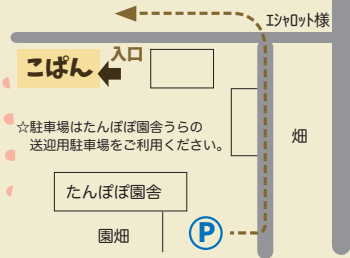 エシャロット様
入口
こぱん
☆駐車場はたんぽぽ園舎うらの
送迎用駐車場をご利用ください。
畑
たんぽぽ園舎
園畑
P